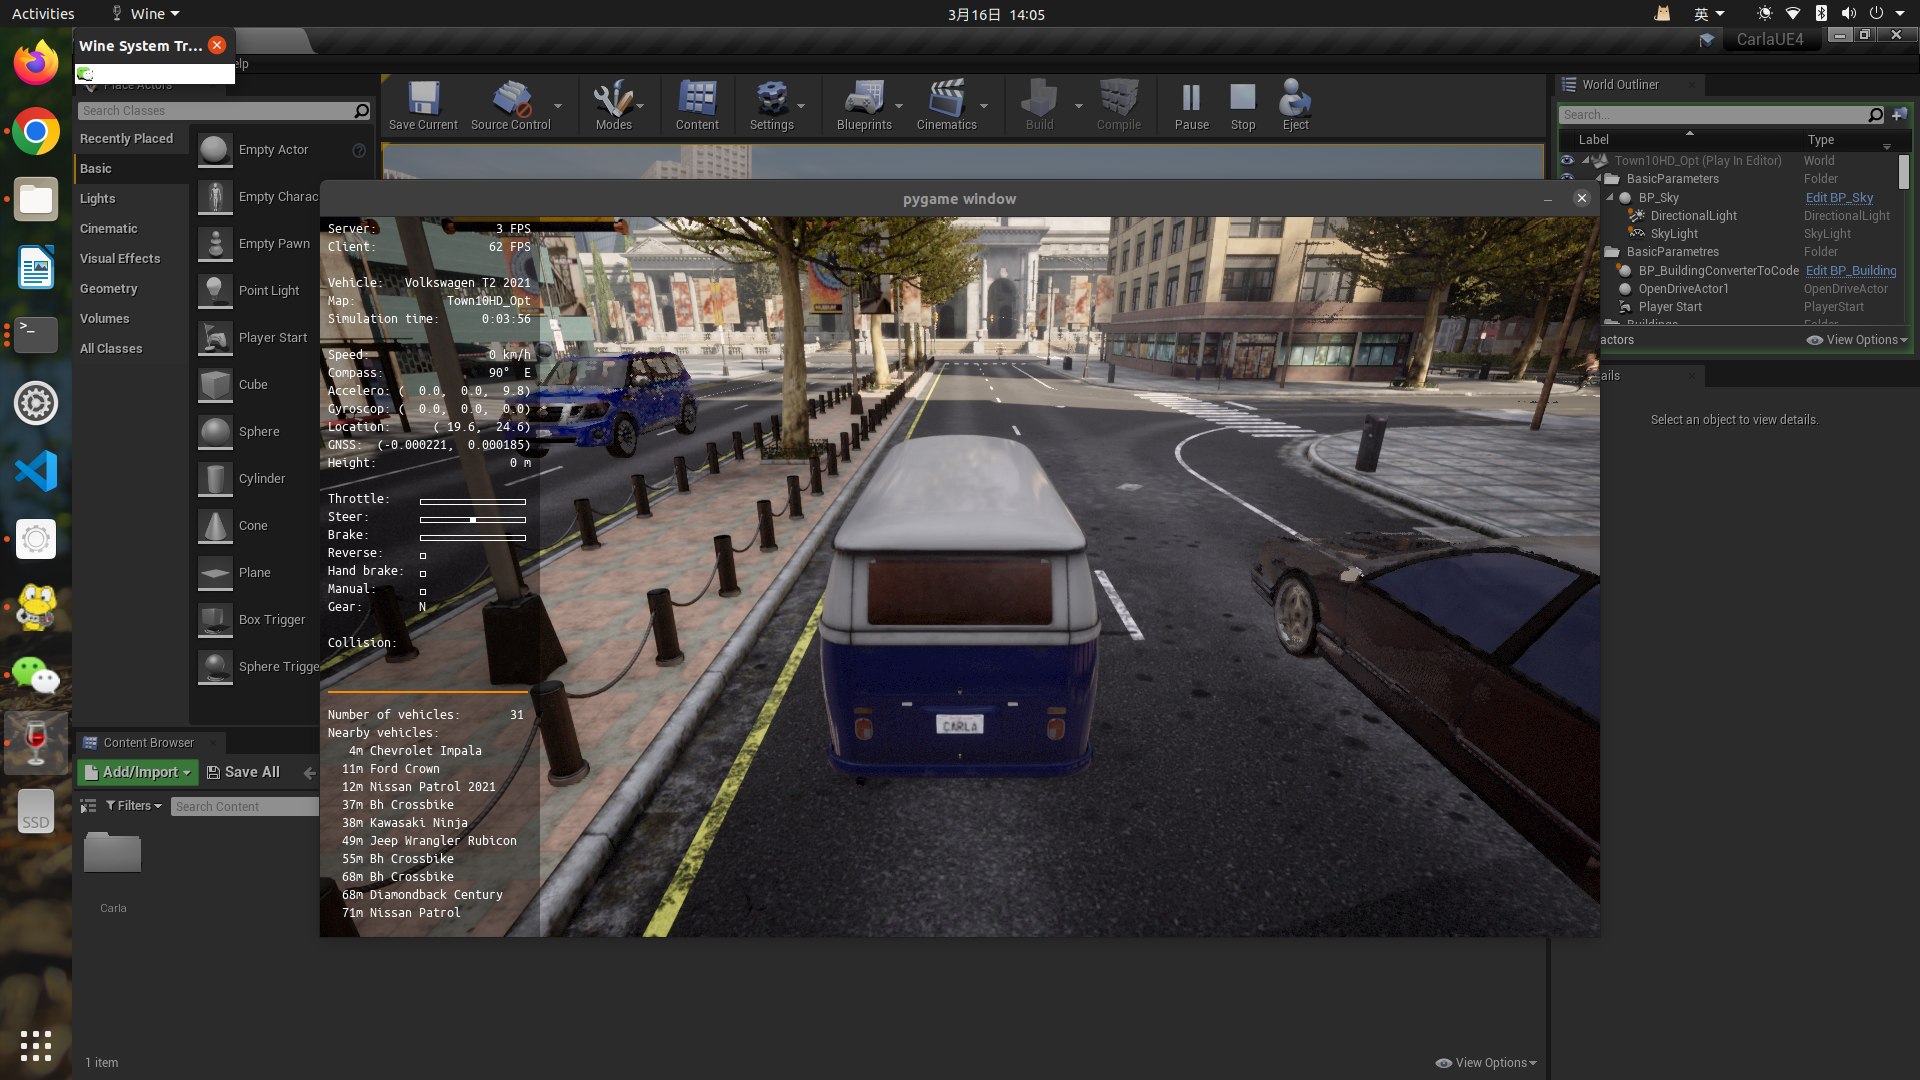 Activities
Wine
3月16日 14:05
英
Wine System Tr...
elp
CarlaUE4
Place Actors
Search Classes
Recently Placed
Basic
Lights
Cinematic
Visual Effects
Geometry
Volumes
All Classes
Empty Actor
Empty Charac
Empty Pawn
Point Light
Player Start
Cube
Sphere
Cylinder
Cone
Plane
Box Trigger
Sphere Trigge
Save Current
Source Control
Modes
Content
Settings
Blueprints
Cinematics
Build
Compile
Pause
Stop
Eject
World Outliner
Search...
Label Type
Town10HD_Opt (Play In Editor) World
BasicParameters Folder
BP_Sky Edit BP_Sky
DirectionalLight DirectionalLight
SkyLight SkyLight
BasicParametres Folder
BP_BuildingConverterToCode Edit BP_Building
OpenDriveActor1 OpenDriveActor
Player Start PlayerStart
Buildings Folder
actors
View Options
ails
Select an object to view details.
pygame window
Server: 3 FPS
Client: 62 FPS
Vehicle: Volkswagen T2 2021
Map: Town10HD_Opt
Simulation time: 0:03:56
Speed: 0 km/h
Compass: 90° E
Accelero: ( 0.0, 0.0, 9.8)
Gyroscop: ( 0.0, 0.0, 0.0)
Location: ( 19.6, 24.6)
GNSS: (-0.000221, 0.000185)
Height: 0 m
Throttle:
Steer:
Brake:
Reverse:
Hand brake:
Manual:
Gear: N
Collision:
Number of vehicles: 31
Nearby vehicles:
4m Chevrolet Impala
11m Ford Crown
12m Nissan Patrol 2021
37m Bh Crossbike
38m Kawasaki Ninja
49m Jeep Wrangler Rubicon
55m Bh Crossbike
68m Bh Crossbike
68m Diamondback Century
71m Nissan Patrol
CARLA
Content Browser
Add/Import
Save All
Filters
Search Content
Carla
1 item
View Options
SSD